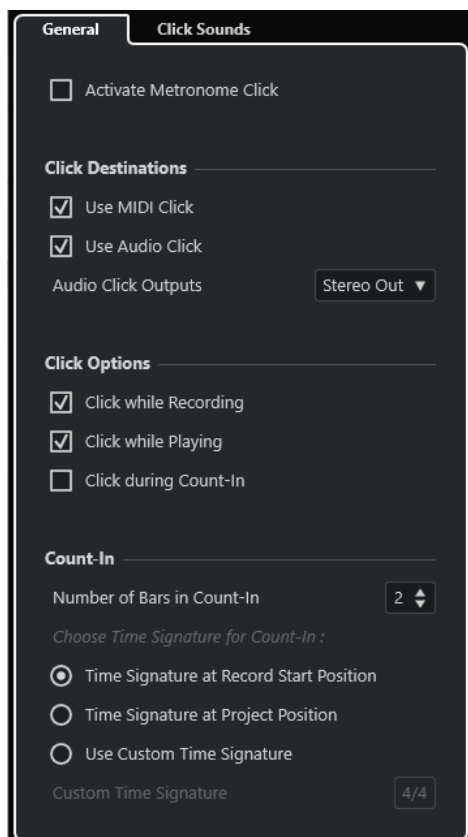 General Click Sounds
Activate Metronome Click
Click Destinations
Use MIDI Click
Use Audio Click
Audio Click Outputs Stereo Out
Click Options
Click while Recording
Click while Playing
Click during Count-In
Count-In
Number of Bars in Count-In 2
Choose Time Signature for Count-In :
Time Signature at Record Start Position
Time Signature at Project Position
Use Custom Time Signature
Custom Time Signature 4/4